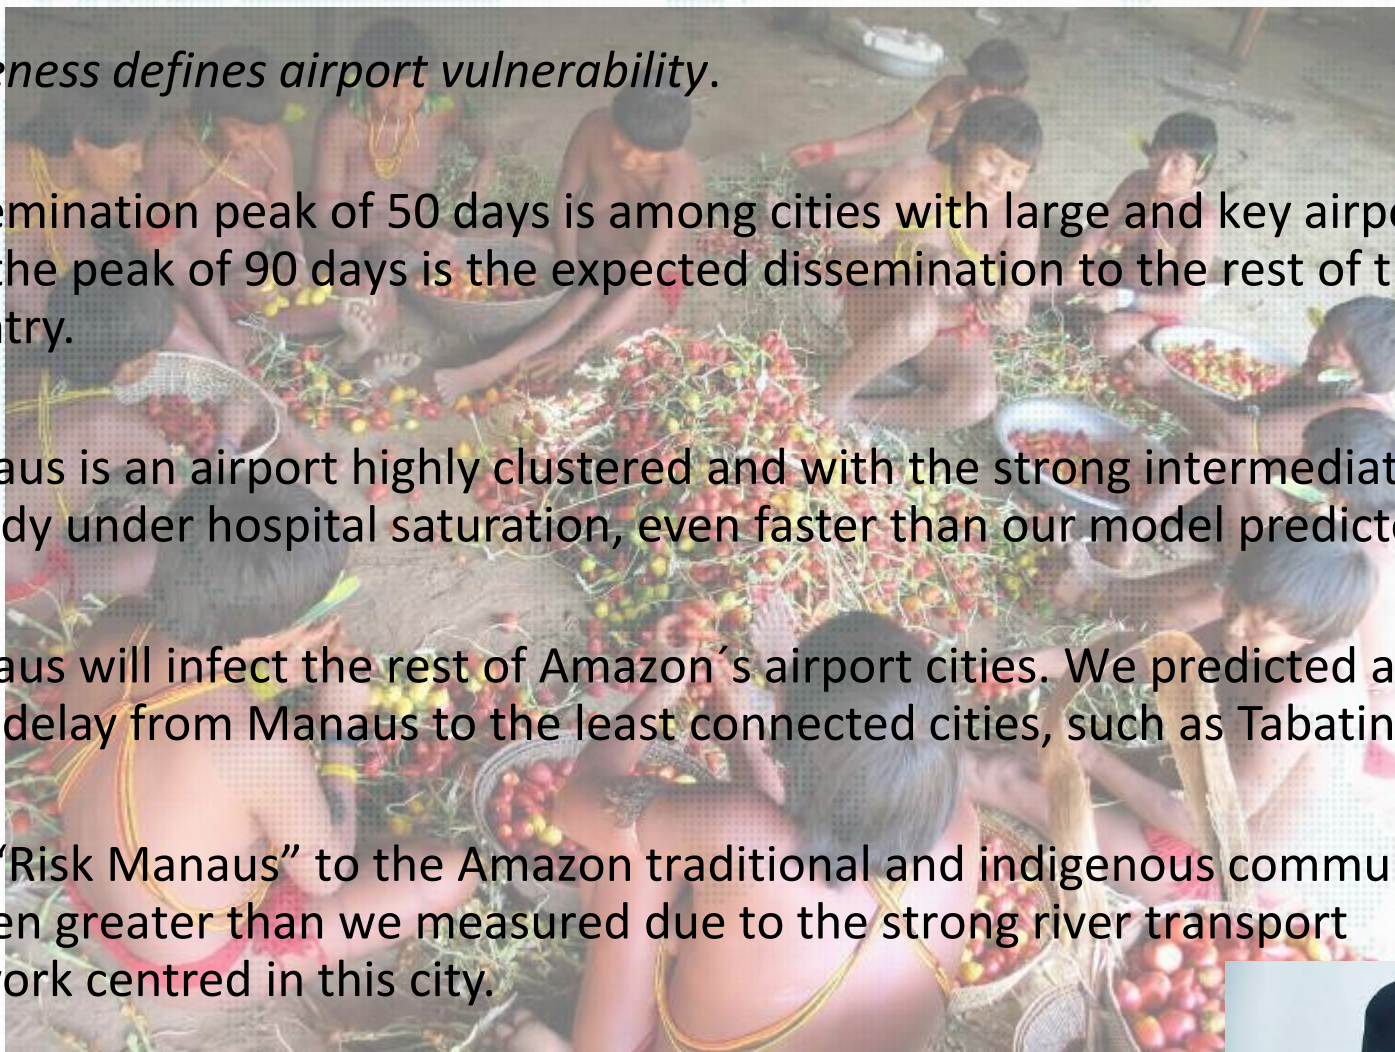 eness defines airport vulnerability.
emination peak of 50 days is among cities with large and key airpo
the peak of 90 days is the expected dissemination to the rest of t
ntry.
aus is an airport highly clustered and with the strong intermediat
dy under hospital saturation, even faster than our model predict
aus will infect the rest of Amazon´s airport cities. We predicted a
delay from Manaus to the least connected cities, such as Tabatin
“Risk Manaus” to the Amazon traditional and indigenous commu
en greater than we measured due to the strong river transport
ork centred in this city.